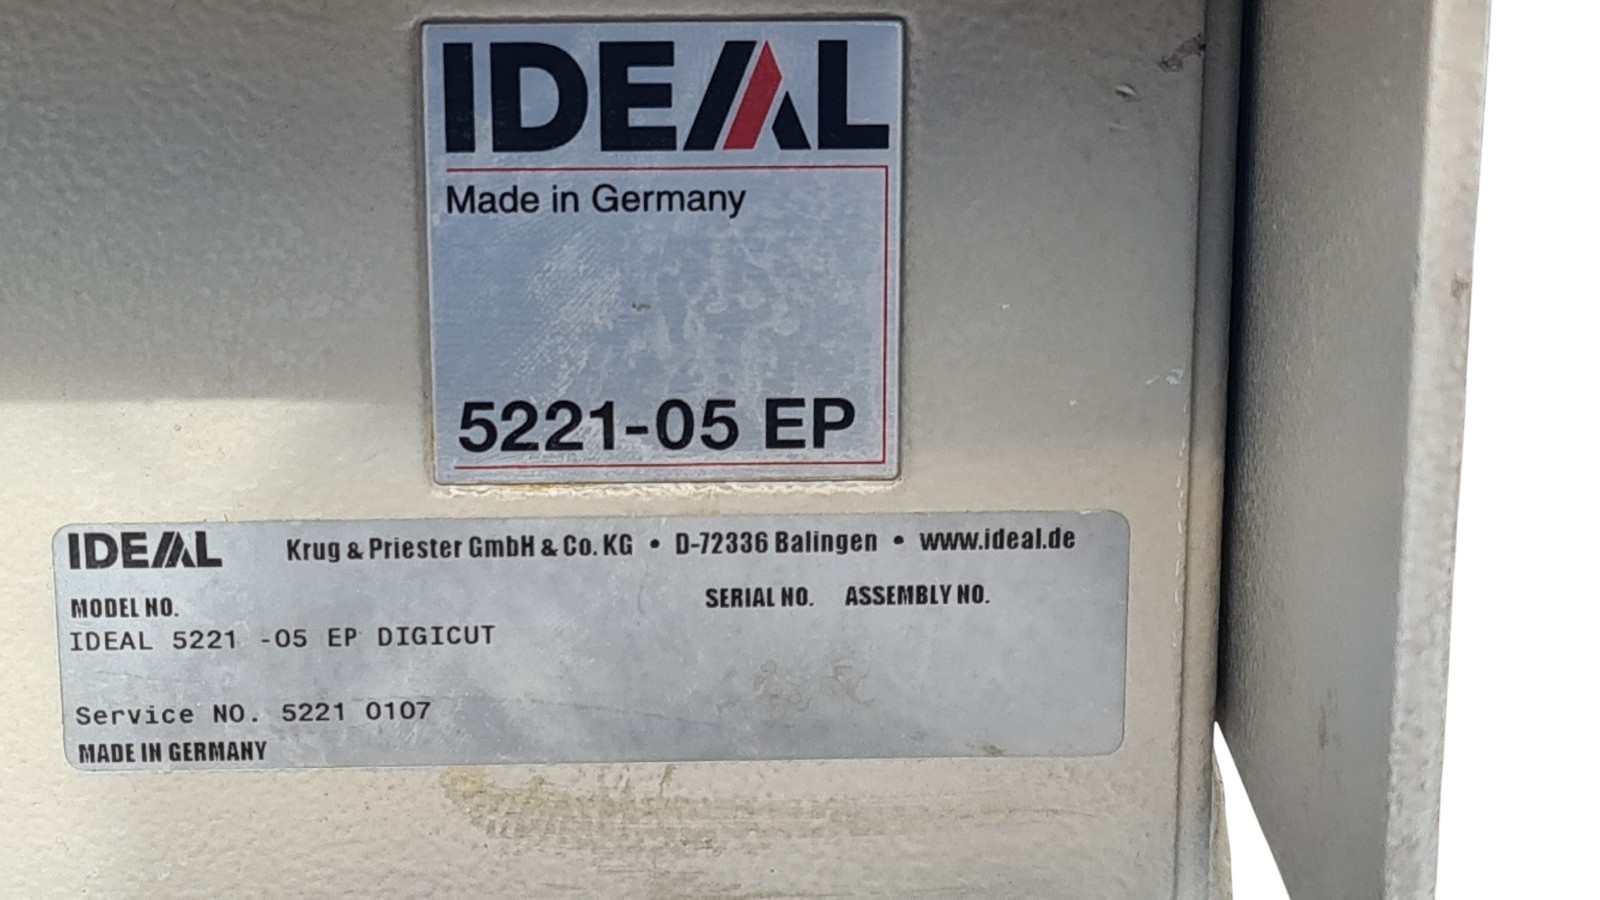 IDEAL
Made in Germany
5221-05 EP
IDEAL Krug & Priester GmbH & Co. KG • D-72336 Balingen • www.ideal.de
MODEL NO. SERIAL NO. ASSEMBLY NO.
IDEAL 5221 -05 EP DIGICUT
Service NO. 5221 0107
MADE IN GERMANY